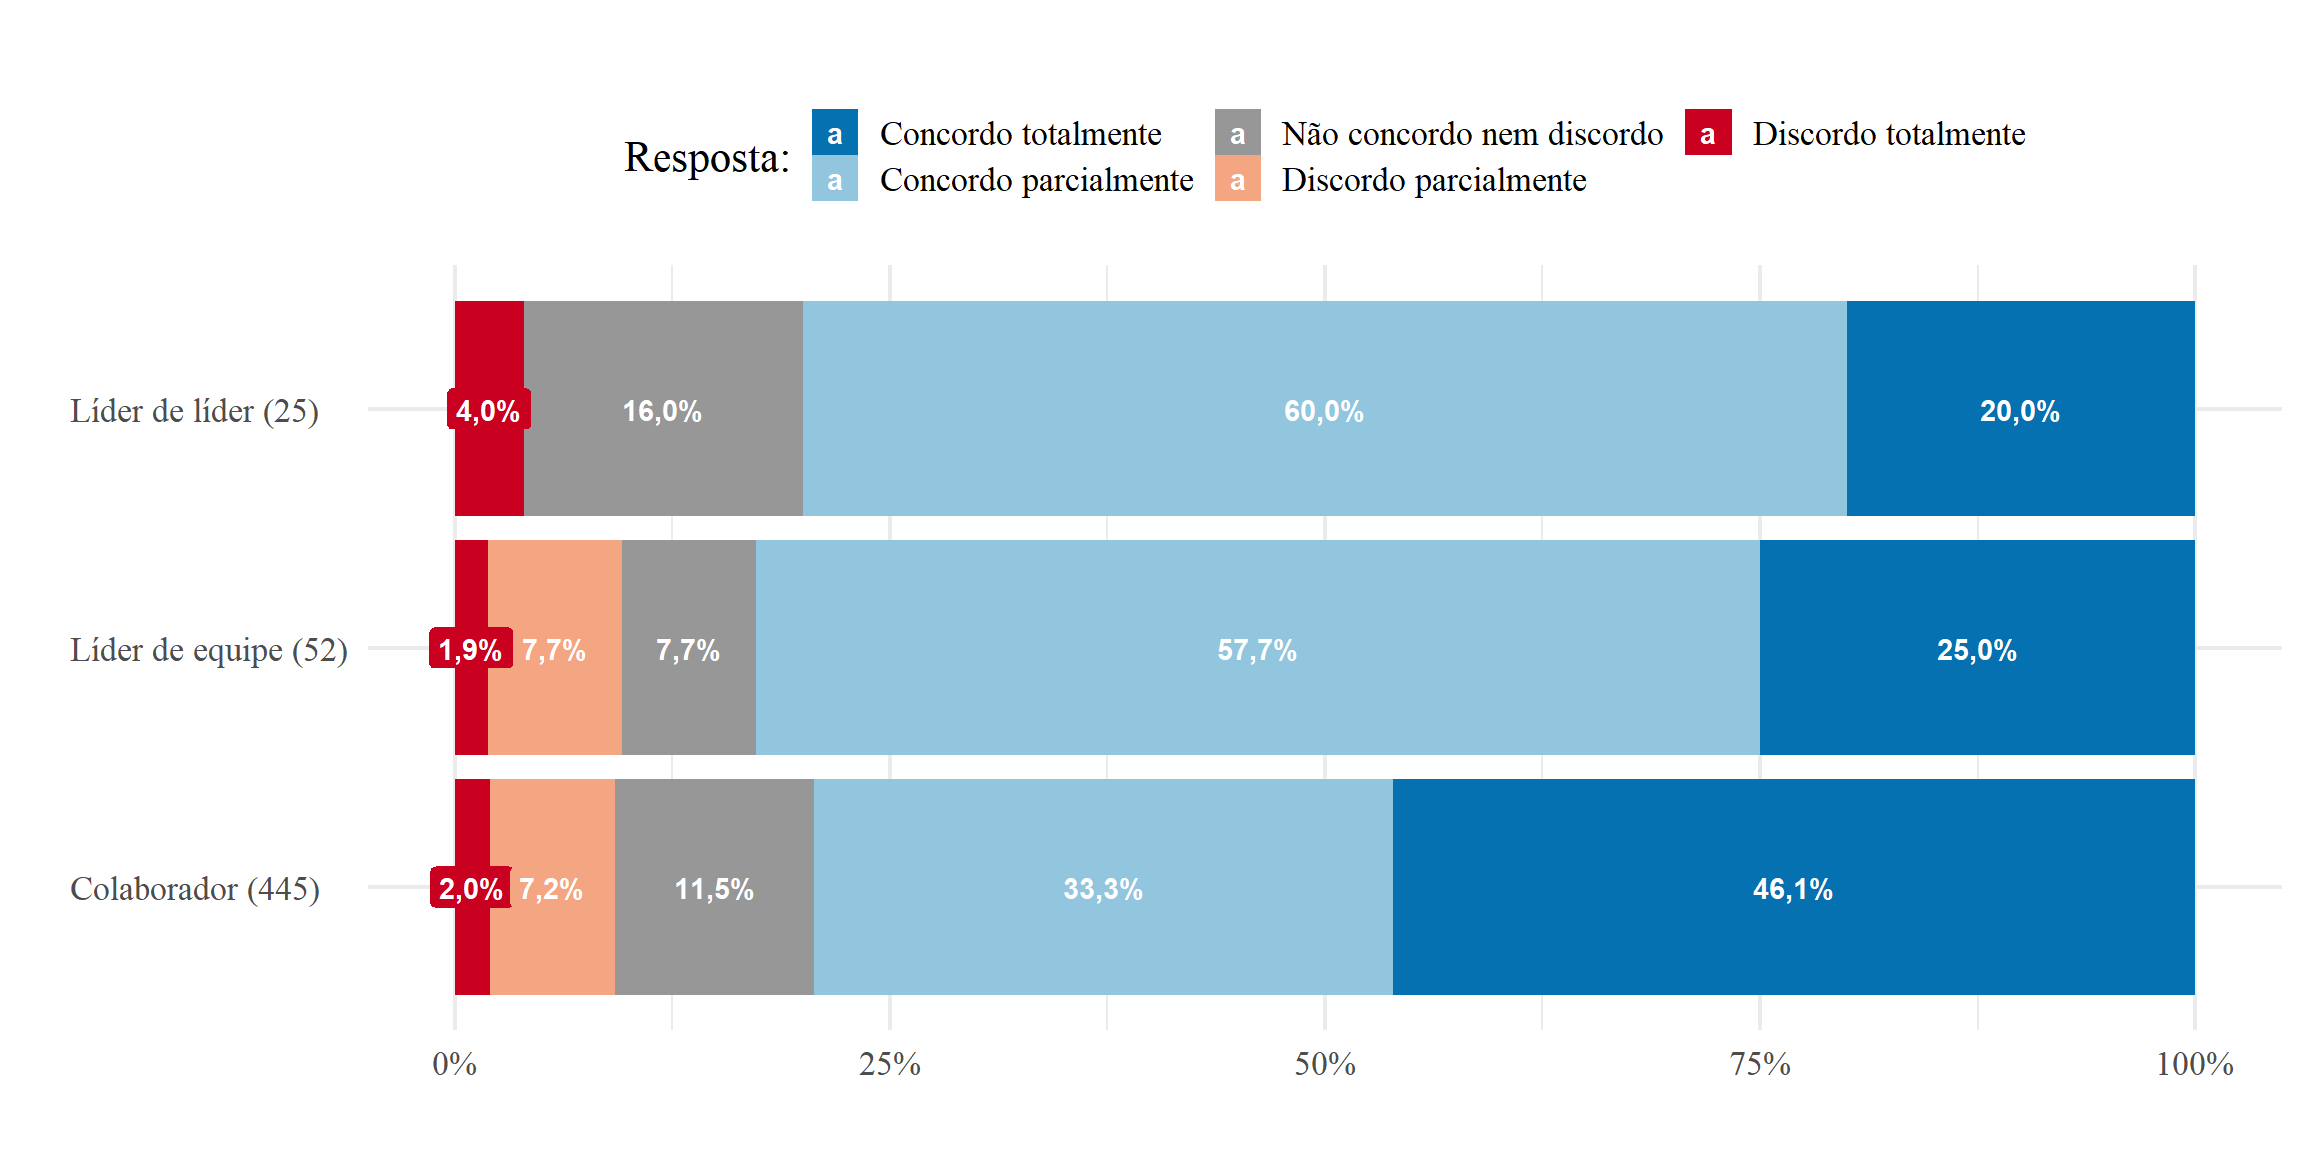 Resposta:
a Concordo totalmente
a Concordo parcialmente
a Não concordo nem discordo
a Discordo parcialmente
a Discordo totalmente
Líder de líder (25)
4,0% 16,0% 60,0% 20,0%
Líder de equipe (52)
1,9% 7,7% 7,7% 57,7% 25,0%
Colaborador (445)
2,0% 7,2% 11,5% 33,3% 46,1%
0% 25% 50% 75% 100%